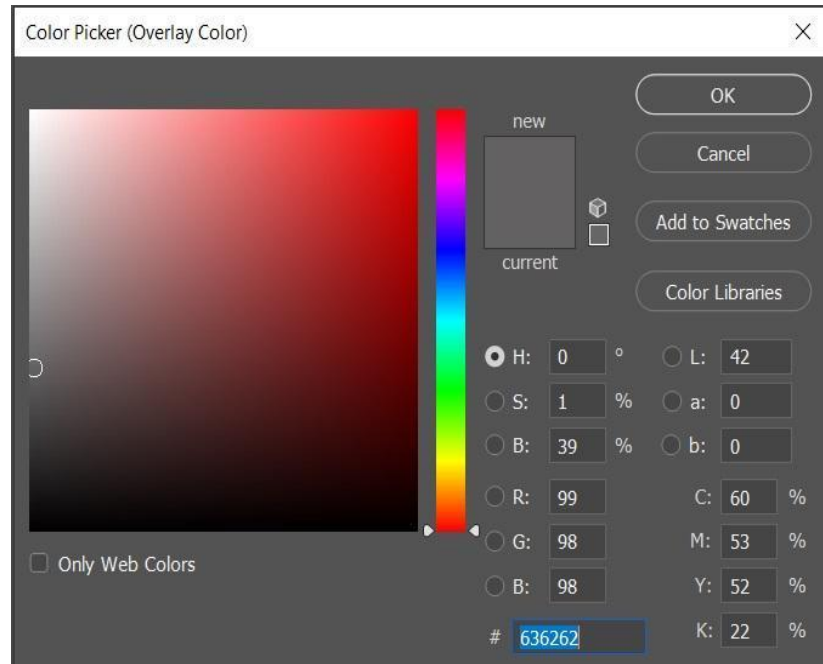 Color Picker (Overlay Color)
OK
new
Cancel
Add to Swatches
current
Color Libraries
H: 0 ° L: 42
S: 1 % a: 0
B: 39 % b: 0
R: 99 C: 60 %
G: 98 M: 53 %
Only Web Colors
B: 98 Y: 52 %
# 636262 K: 22 %